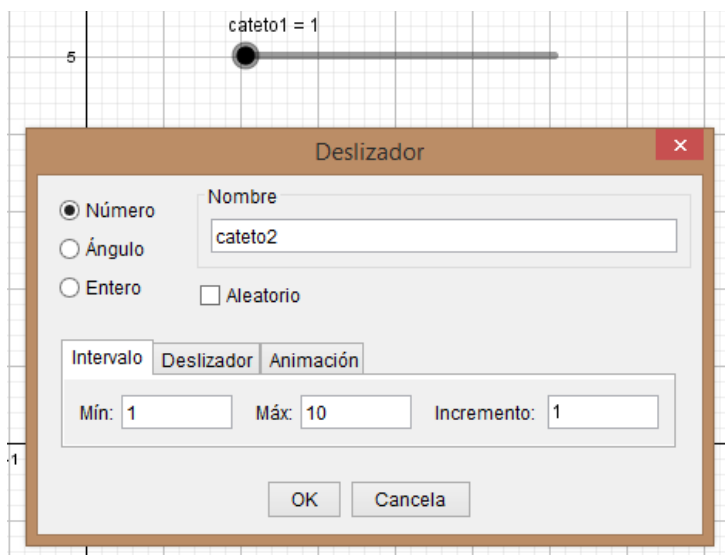 cateto1 = 1
5
Deslizador
Número
Nombre
cateto2
Ángulo
Entero
Aleatorio
Intervalo Deslizador Animación
Mín: 1 Máx: 10 Incremento: 1
-1
OK Cancela